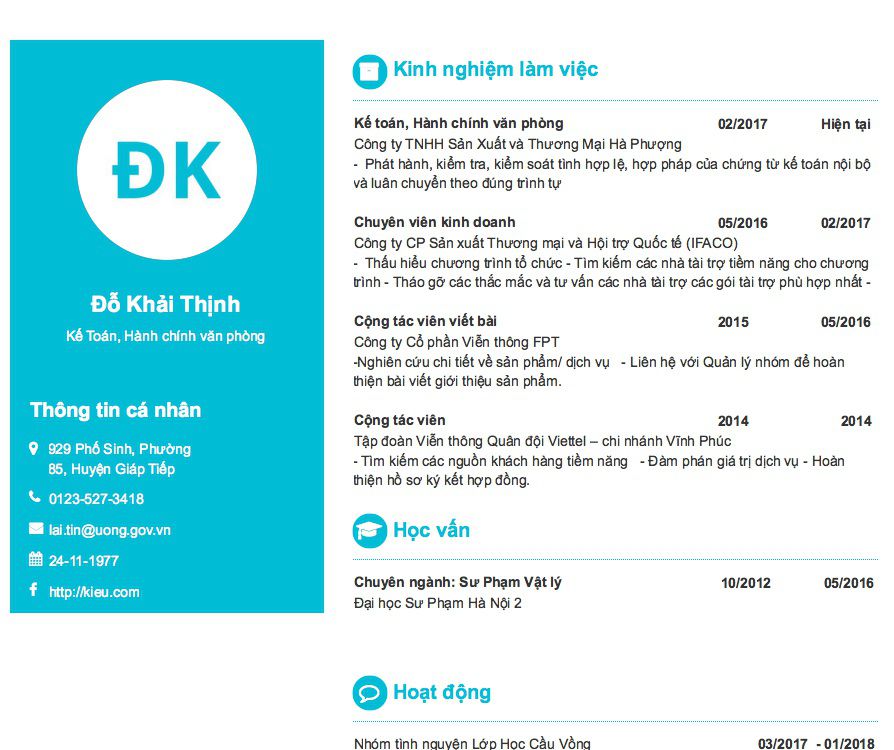 ĐK
Đỗ Khải Thịnh
Kế Toán, Hành chính văn phòng
Thông tin cá nhân
929 Phố Sinh, Phường
85, Huyện Giáp Tiếp
0123-527-3418
lai.tin@uong.gov.vn
24-11-1977
http://kieu.com
Kinh nghiệm làm việc
Kế toán, Hành chính văn phòng 02/2017 Hiện tại
Công ty TNHH Sản Xuất và Thương Mại Hà Phượng
- Phát hành, kiểm tra, kiểm soát tình hợp lệ, hợp pháp của chứng từ kế toán nội bộ
và luân chuyển theo đúng trình tự
Chuyên viên kinh doanh 05/2016 02/2017
Công ty CP Sản xuất Thương mại và Hội trợ Quốc tế (IFACO)
- Thấu hiểu chương trình tổ chức - Tìm kiếm các nhà tài trợ tiềm năng cho chương
trình - Tháo gỡ các thắc mắc và tư vấn các nhà tài trợ các gói tài trợ phù hợp nhất -
Cộng tác viên viết bài 2015 05/2016
Công ty Cổ phần Viễn thông FPT
-Nghiên cứu chi tiết về sản phẩm/ dịch vụ - Liên hệ với Quản lý nhóm để hoàn
thiện bài viết giới thiệu sản phẩm.
Cộng tác viên 2014 2014
Tập đoàn Viễn thông Quân đội Viettel – chi nhánh Vĩnh Phúc
- Tìm kiếm các nguồn khách hàng tiềm năng - Đàm phán giá trị dịch vụ - Hoàn
thiện hồ sơ ký kết hợp đồng.
Học vấn
Chuyên ngành: Sư Phạm Vật lý 10/2012 05/2016
Đại học Sư Phạm Hà Nội 2
Hoạt động
Nhóm tình nguyện Lớp Học Cầu Vồng 03/2017 - 01/2018